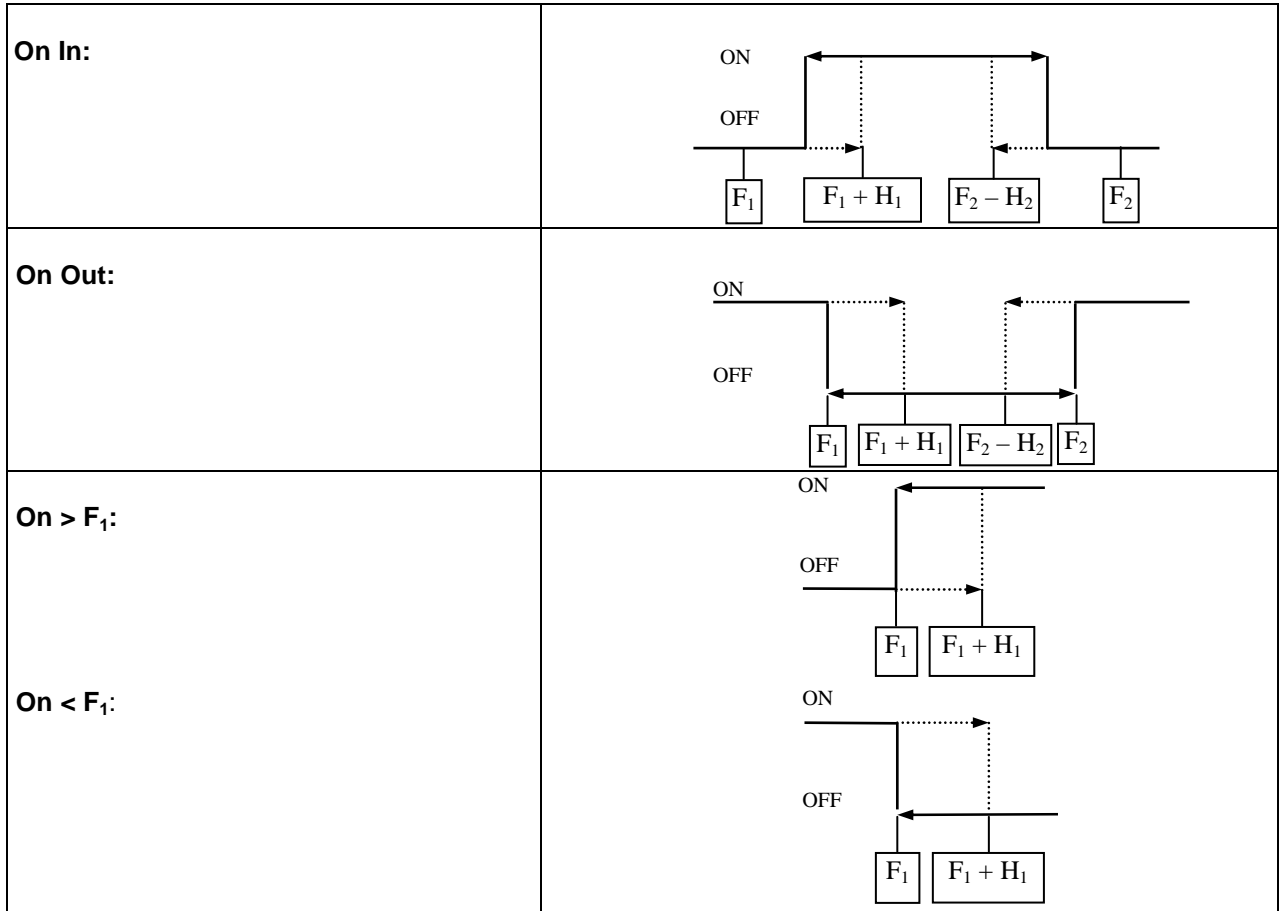 On In:
ON
OFF
F₁ F₁ + H₁ F₂ – H₂ F₂
On Out:
ON
OFF
F₁ F₁ + H₁ F₂ – H₂ F₂
On > F₁:
ON
OFF
F₁ F₁ + H₁
On < F₁:
ON
OFF
F₁ F₁ + H₁